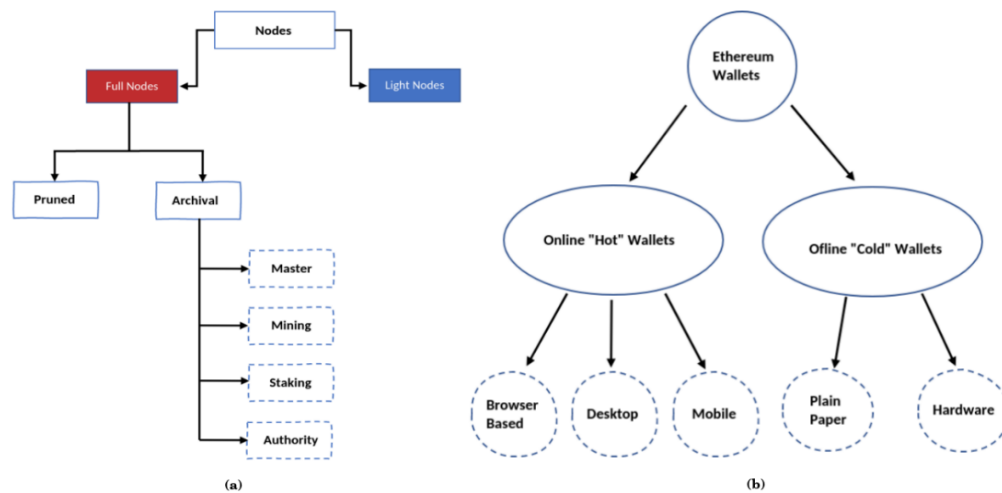 Nodes
Full Nodes
Light Nodes
Pruned
Archival
Master
Mining
Staking
Authority
(a)
Ethereum
Wallets
Online "Hot" Wallets
Ofline "Cold" Wallets
Browser
Based
Desktop
Mobile
Plain
Paper
Hardware
(b)